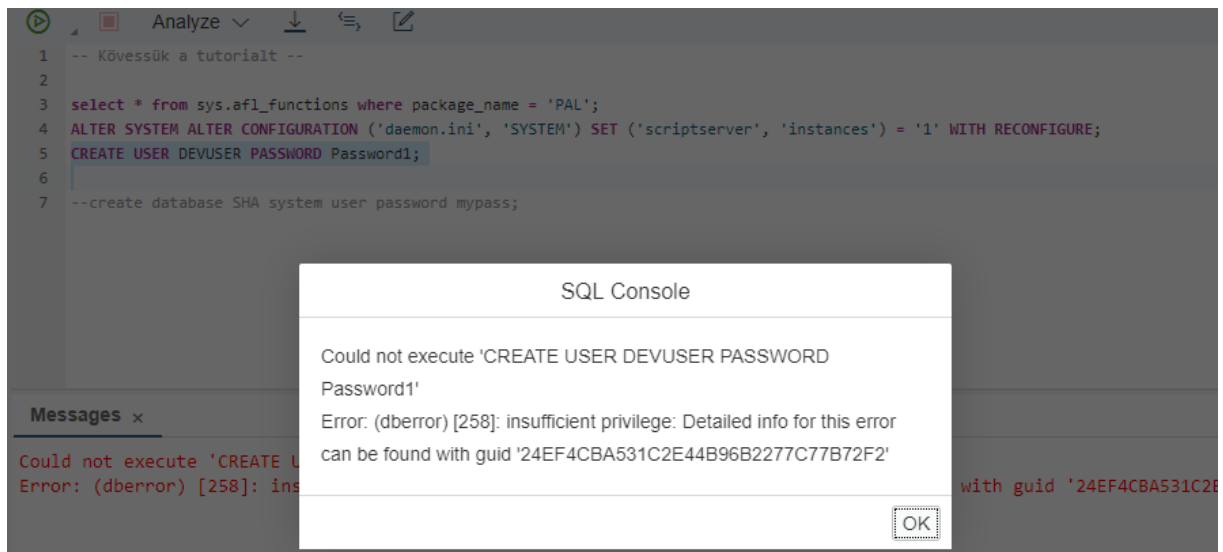 Analyze
1 -- Kövessük a tutorialt --
2
3 select * from sys.afl_functions where package_name = 'PAL';
4 ALTER SYSTEM ALTER CONFIGURATION ('daemon.ini', 'SYSTEM') SET ('scriptserver', 'instances') = '1' WITH RECONFIGURE;
5 CREATE USER DEVUSER PASSWORD Password1;
6
7 --create database SHA system user password mypass;
SQL Console
Could not execute 'CREATE USER DEVUSER PASSWORD
Password1'
Error: (dberror) [258]: insufficient privilege: Detailed info for this error
can be found with guid '24EF4CBA531C2E44B96B2277C77B72F2'
OK
Messages ×
Could not execute 'CREATE U
Error: (dberror) [258]: ins with guid '24EF4CBA531C2E